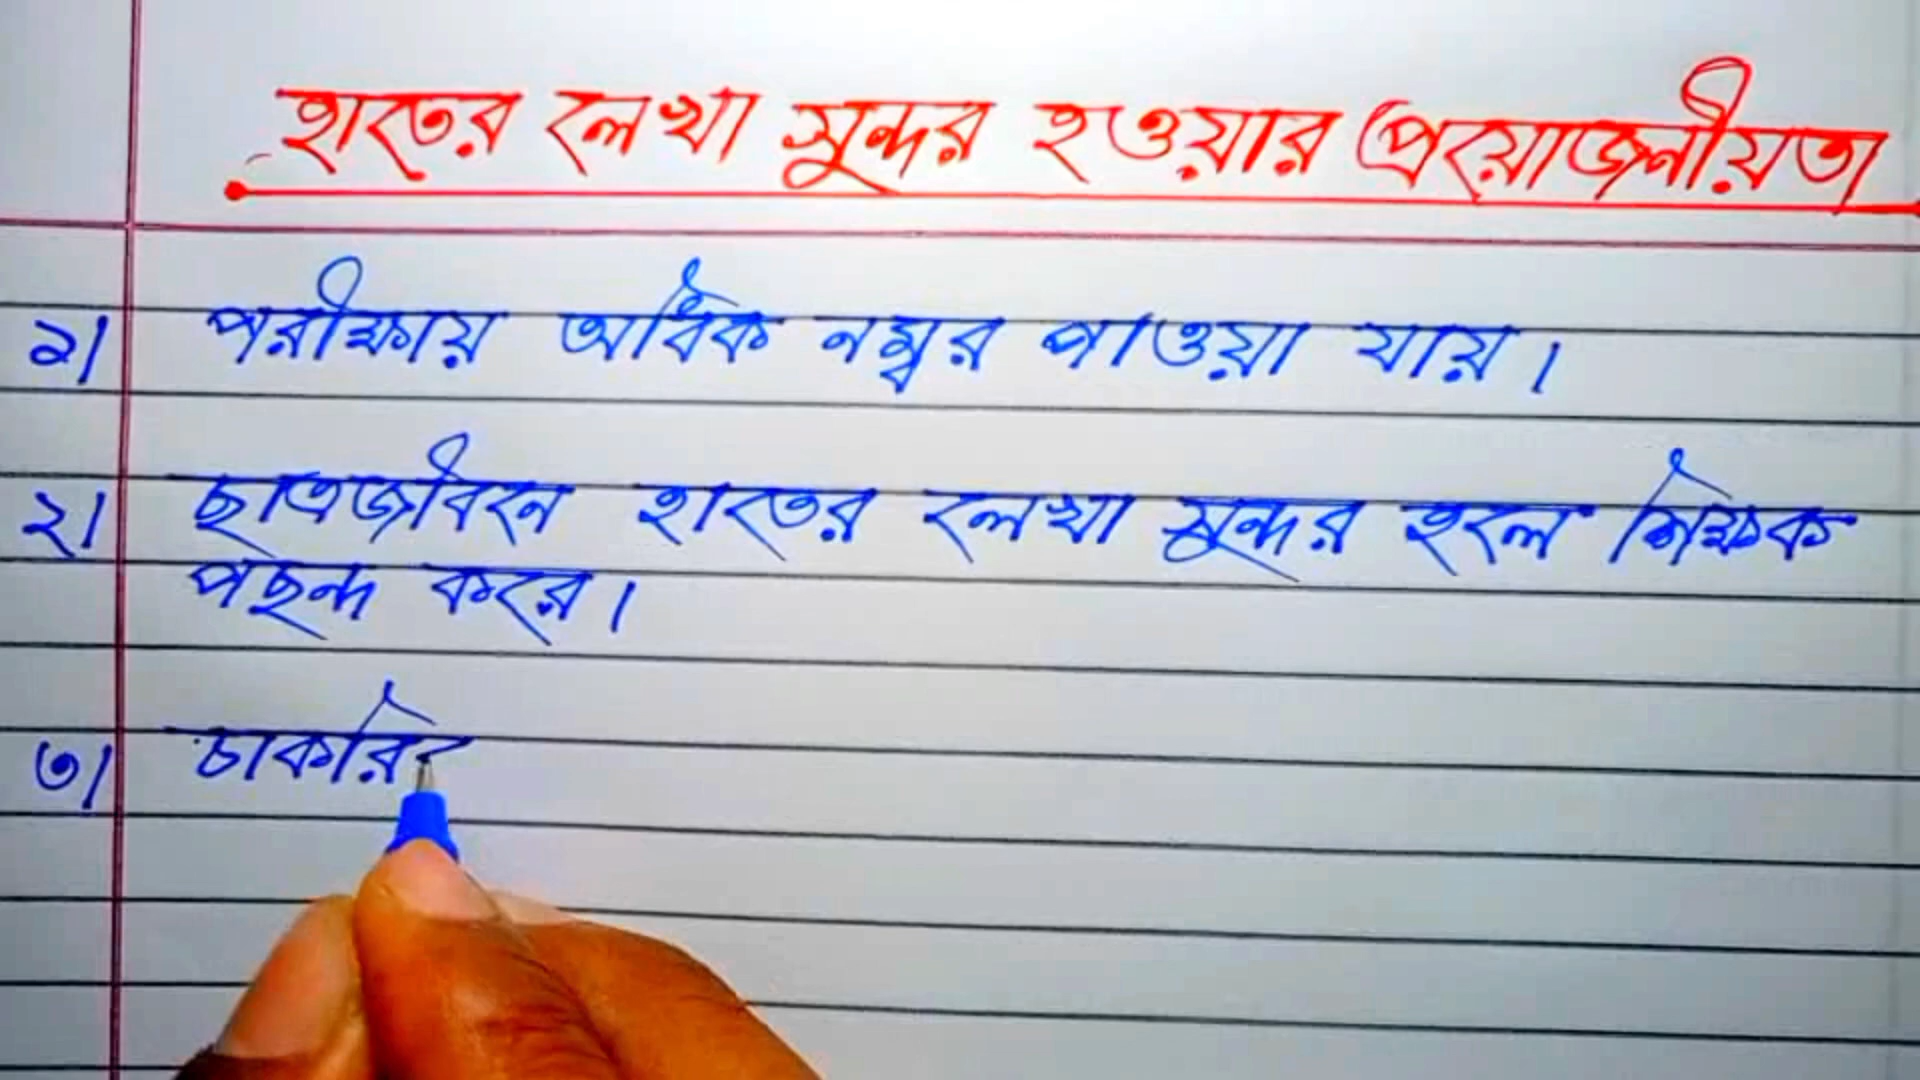 হাতের লেখা সুন্দর হওয়ার প্রয়োজনীয়তা
১। পরীক্ষায় অধিক নম্বর পাওয়া যায়।
২। ছাত্রজীবনে হাতের লেখা সুন্দর হলে শিক্ষক
পছন্দ করে।
৩। চাকরি